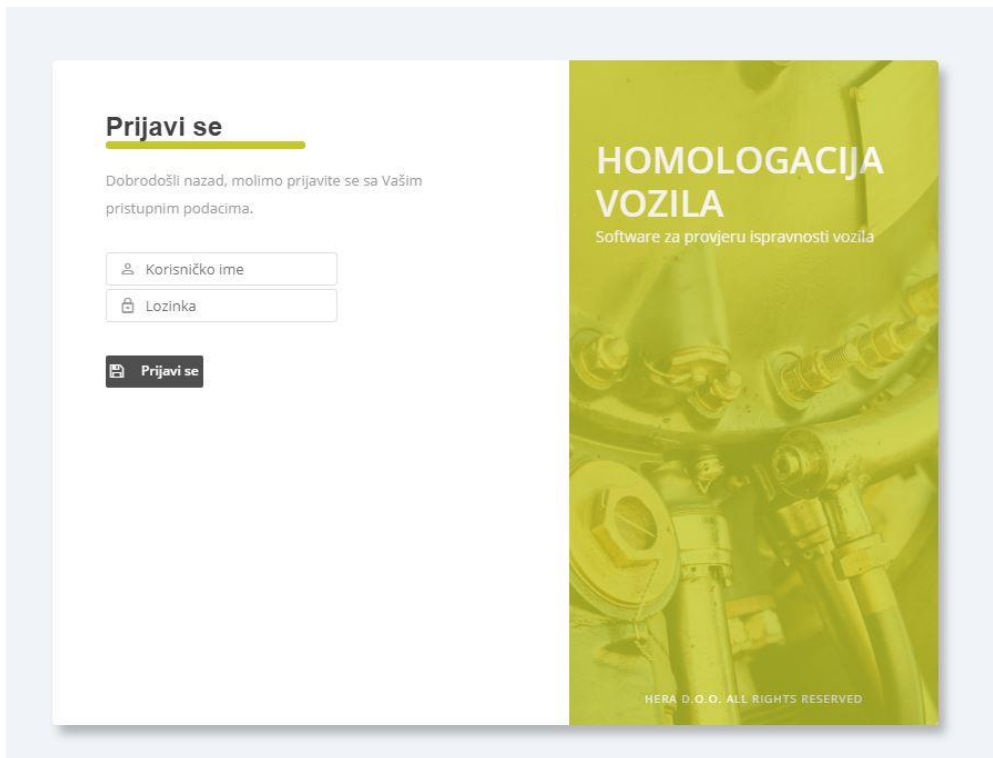 Prijavi se
Dobrodošli nazad, molimo prijavite se sa Vašim
pristupnim podacima.
Korisničko ime
Lozinka
Prijavi se
HOMOLOGACIJA
VOZILA
Software za provjeru ispravnosti vozila
HERA D.O.O. ALL RIGHTS RESERVED